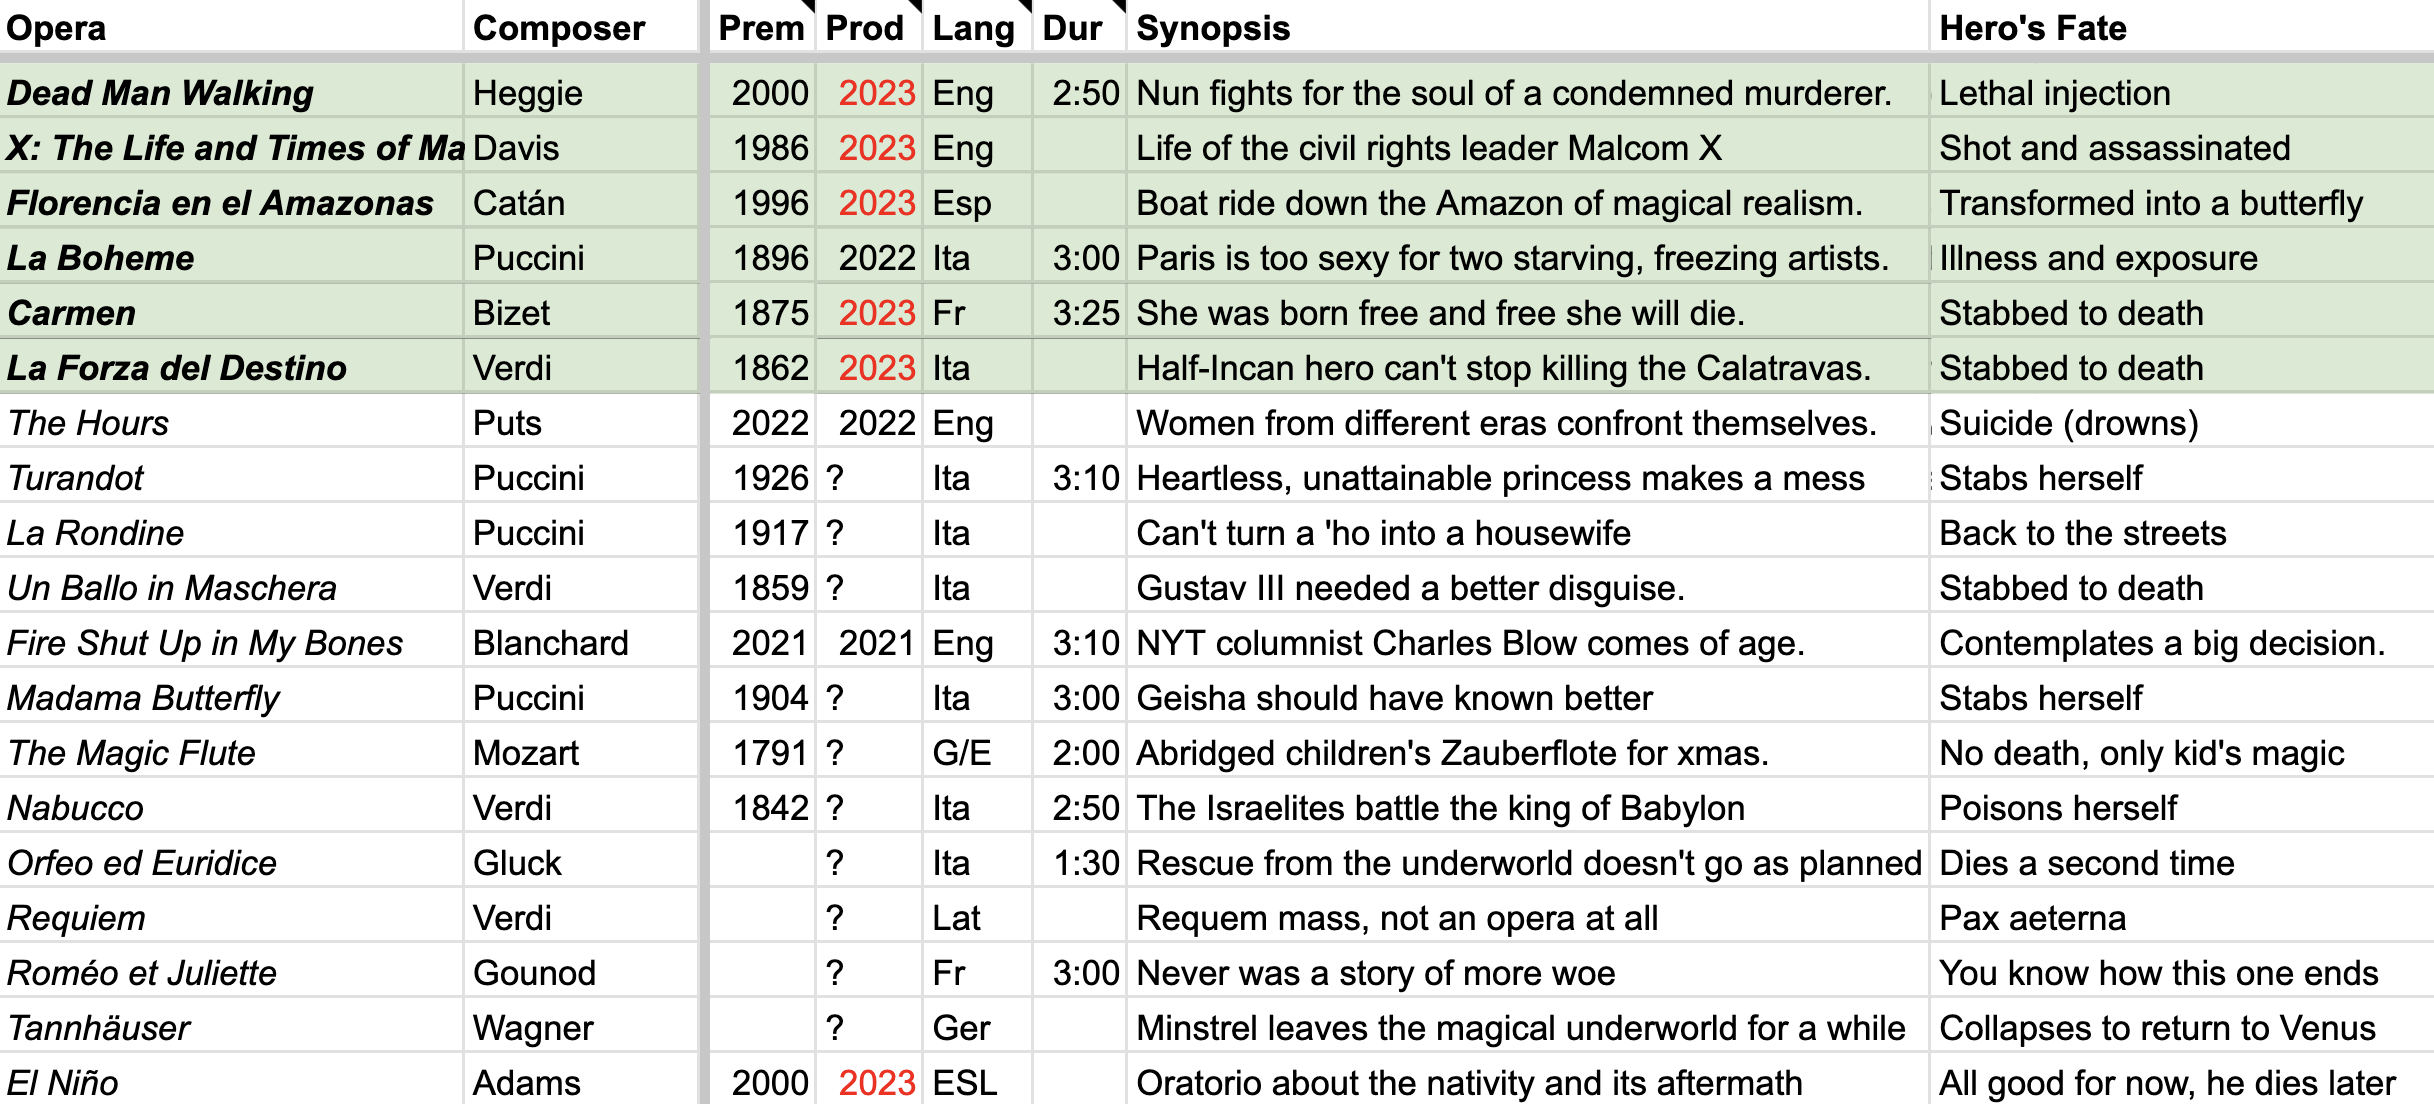 Opera Composer Prem Prod Lang Dur Synopsis Hero's Fate
Dead Man Walking Heggie 2000 2023 Eng 2:50 Nun fights for the soul of a condemned murderer. Lethal injection
X: The Life and Times of Ma Davis 1986 2023 Eng Life of the civil rights leader Malcom X Shot and assassinated
Florencia en el Amazonas Catán 1996 2023 Esp Boat ride down the Amazon of magical realism. Transformed into a butterfly
La Boheme Puccini 1896 2022 Ita 3:00 Paris is too sexy for two starving, freezing artists. Illness and exposure
Carmen Bizet 1875 2023 Fr 3:25 She was born free and free she will die. Stabbed to death
La Forza del Destino Verdi 1862 2023 Ita Half-Incan hero can't stop killing the Calatravas. Stabbed to death
The Hours Puts 2022 2022 Eng Women from different eras confront themselves. Suicide (drowns)
Turandot Puccini 1926 ? Ita 3:10 Heartless, unattainable princess makes a mess Stabs herself
La Rondine Puccini 1917 ? Ita Can't turn a 'ho into a housewife Back to the streets
Un Ballo in Maschera Verdi 1859 ? Ita Gustav III needed a better disguise. Stabbed to death
Fire Shut Up in My Bones Blanchard 2021 2021 Eng 3:10 NYT columnist Charles Blow comes of age. Contemplates a big decision.
Madama Butterfly Puccini 1904 ? Ita 3:00 Geisha should have known better Stabs herself
The Magic Flute Mozart 1791 ? G/E 2:00 Abridged children's Zauberflote for xmas. No death, only kid's magic
Nabucco Verdi 1842 ? Ita 2:50 The Israelites battle the king of Babylon Poisons herself
Orfeo ed Euridice Gluck ? Ita 1:30 Rescue from the underworld doesn't go as planned Dies a second time
Requiem Verdi ? Lat Requem mass, not an opera at all Pax aeterna
Roméo et Juliette Gounod ? Fr 3:00 Never was a story of more woe You know how this one ends
Tannhäuser Wagner ? Ger Minstrel leaves the magical underworld for a while Collapses to return to Venus
El Niño Adams 2000 2023 ESL Oratorio about the nativity and its aftermath All good for now, he dies later